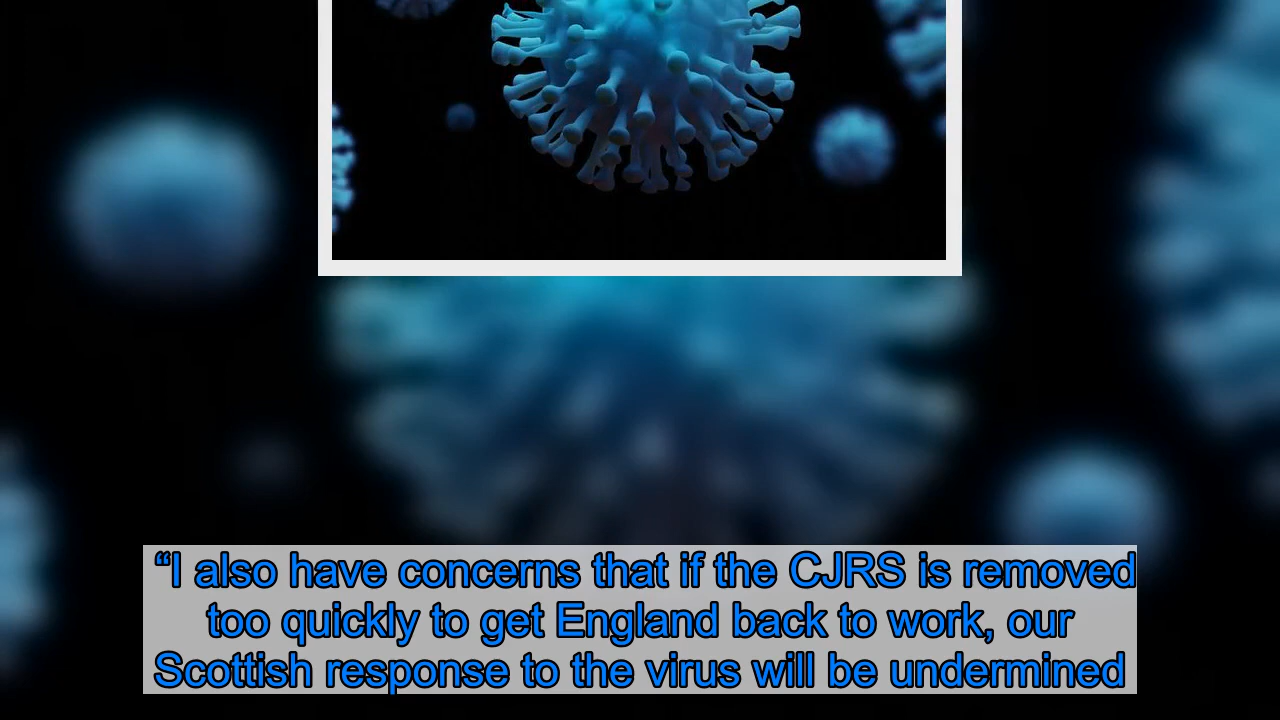 “I also have concerns that if the CJRS is removed
too quickly to get England back to work, our
Scottish response to the virus will be undermined